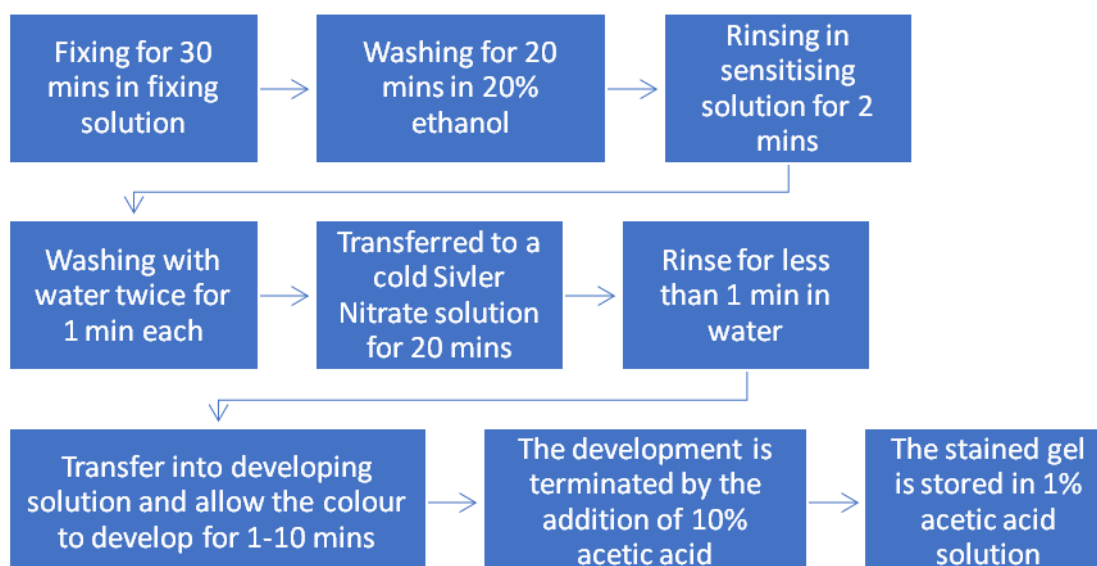 Fixing for 30
mins in fixing
solution
Washing for 20
mins in 20%
ethanol
Rinsing in
sensitising
solution for 2
mins
Washing with
water twice for
1 min each
Transferred to a
cold Sivler
Nitrate solution
for 20 mins
Rinse for less
than 1 min in
water
Transfer into developing
solution and allow the colour
to develop for 1-10 mins
The development is
terminated by the
addition of 10%
acetic acid
The stained gel
is stored in 1%
acetic acid
solution